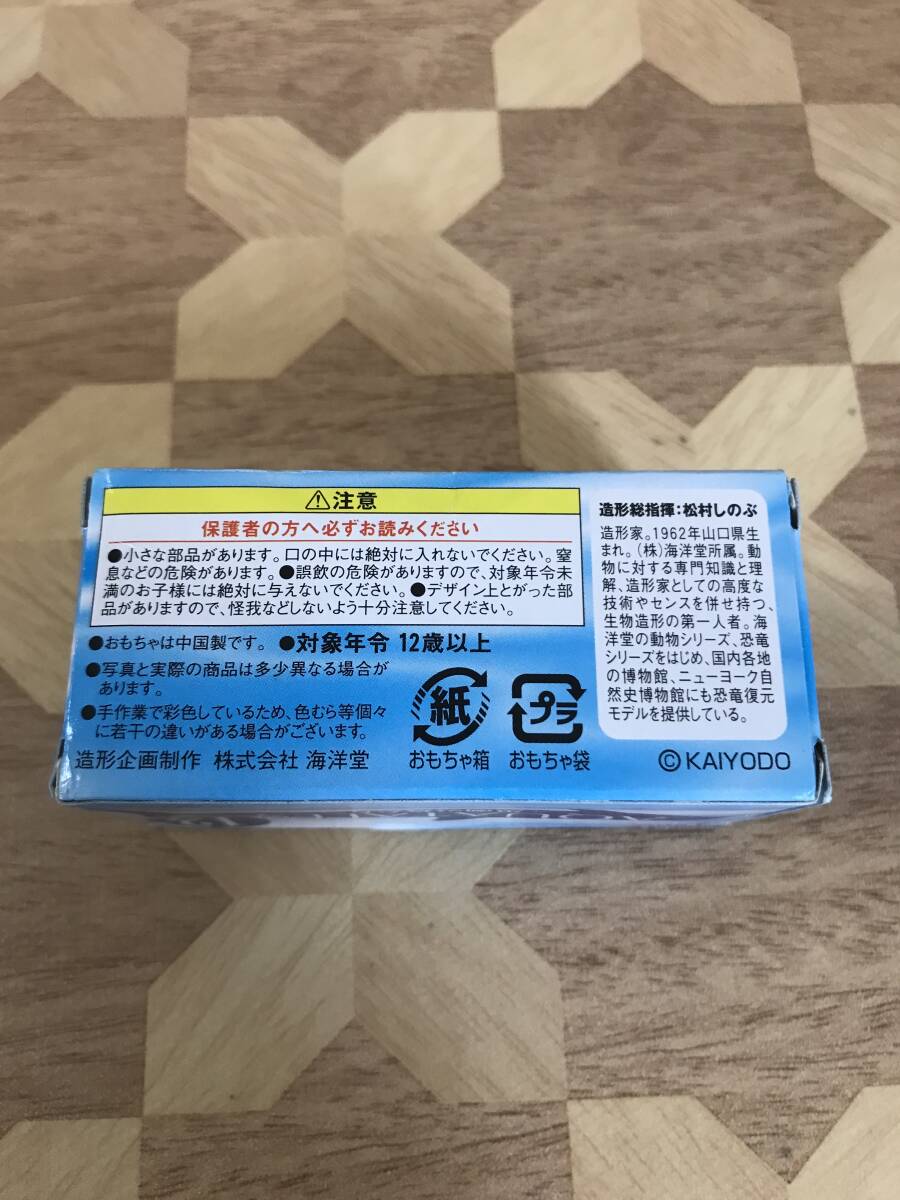 ⚠注意
保護者の方へ必ずお読みください
●小さな部品があります。口の中には絶対に入れないでください。窒
息などの危険があります。●誤飲の危険がありますので、対象年令未
満のお子様には絶対に与えないでください。●デザイン上とがった部
品がありますので、怪我などしないよう十分注意してください。
●おもちゃは中国製です。●対象年令 12歳以上
●写真と実際の商品は多少異なる場合が
あります。
●手作業で彩色しているため、色むら等個々
に若干の違いがある場合がございます。
造形企画制作 株式会社 海洋堂
紙
おもちゃ箱
プラ
おもちゃ袋
造形総指揮:松村しのぶ
造形家。1962年山口県生
まれ。(株)海洋堂所属。動
物に対する専門知識と理
解、造形家としての高度な
技術やセンスを併せ持つ、
生物造形の第一人者。海
洋堂の動物シリーズ、恐竜
シリーズをはじめ、国内各地
の博物館、ニューヨーク自
然史博物館にも恐竜復元
モデルを提供している。
©KAIYODO